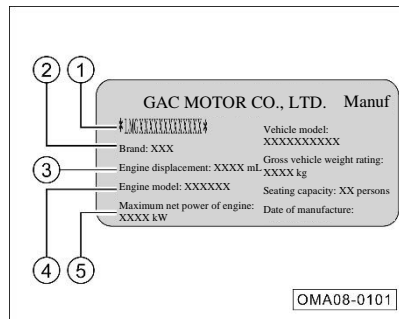 2 1
GAC MOTOR CO., LTD. Manuf
*LMGXXXXXXXXXXXXX*
Brand: XXX
3 Engine displacement: XXXX mL
Engine model: XXXXXX
Maximum net power of engine:
XXXX kW
Vehicle model:
XXXXXXXXXX
Gross vehicle weight rating:
XXXX kg
Seating capacity: XX persons
Date of manufacture:
4 5
OMA08-0101